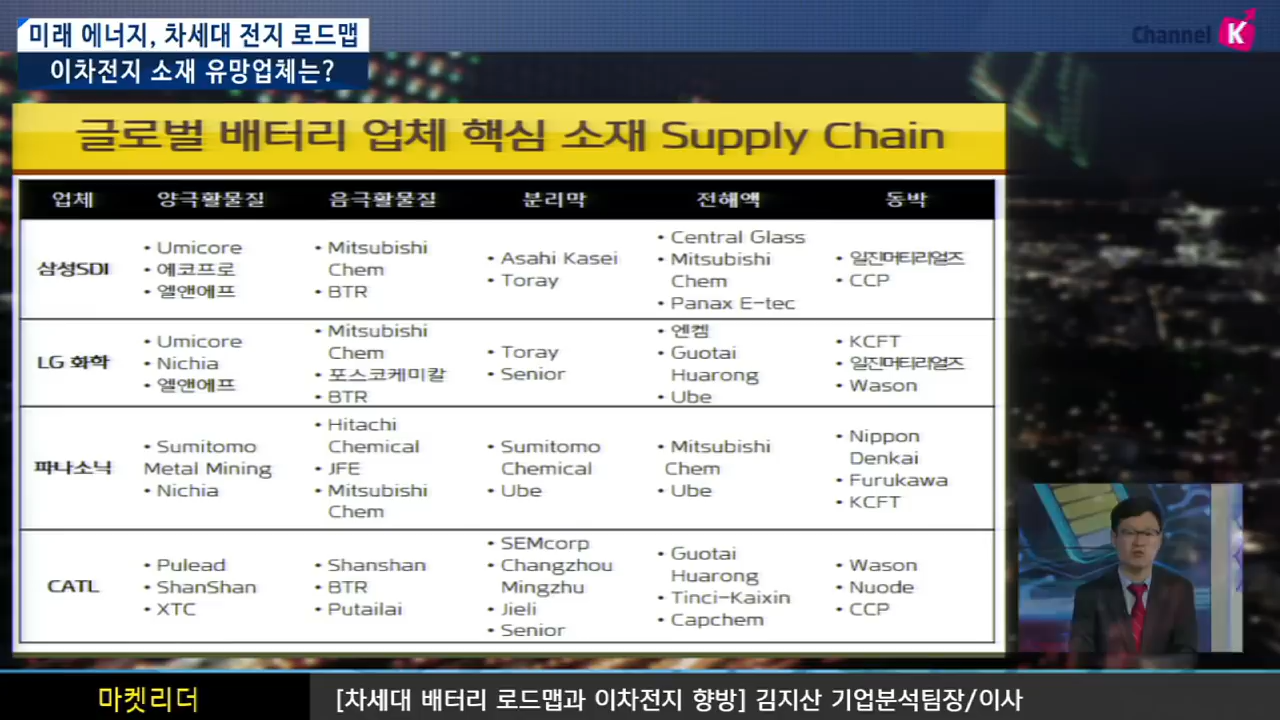 미래 에너지, 차세대 전지 로드맵
이차전지 소재 유망업체는?
Channel K
글로벌 배터리 업체 핵심 소재 Supply Chain
업체 양극활물질 음극활물질 분리막 전해액 동박
삼성SDI
• Umicore
• 에코프로
• 엘앤에프
• Mitsubishi
Chem
• BTR
• Asahi Kasei
• Toray
• Central Glass
• Mitsubishi
Chem
• Panax E-tec
• 일진머티리얼즈
• CCP
LG 화학
• Umicore
• Nichia
• 엘앤에프
• Mitsubishi
Chem
• 포스코케미칼
• BTR
• Toray
• Senior
• 엔켐
• Guotai
Huarong
• Ube
• KCFT
• 일진머티리얼즈
• Wason
파나소닉
• Sumitomo
Metal Mining
• Nichia
• Hitachi
Chemical
• JFE
• Mitsubishi
Chem
• Sumitomo
Chemical
• Ube
• Mitsubishi
Chem
• Ube
• Nippon
Denkai
• Furukawa
• KCFT
CATL
• Pulead
• ShanShan
• XTC
• Shanshan
• BTR
• Putailai
• SEMcorp
• Changzhou
Mingzhu
• Jieli
• Senior
• Guotai
Huarong
• Tinci-Kaixin
• Capchem
• Wason
• Nuode
• CCP
마켓리더
[차세대 배터리 로드맵과 이차전지 향방] 김지산 기업분석팀장/이사